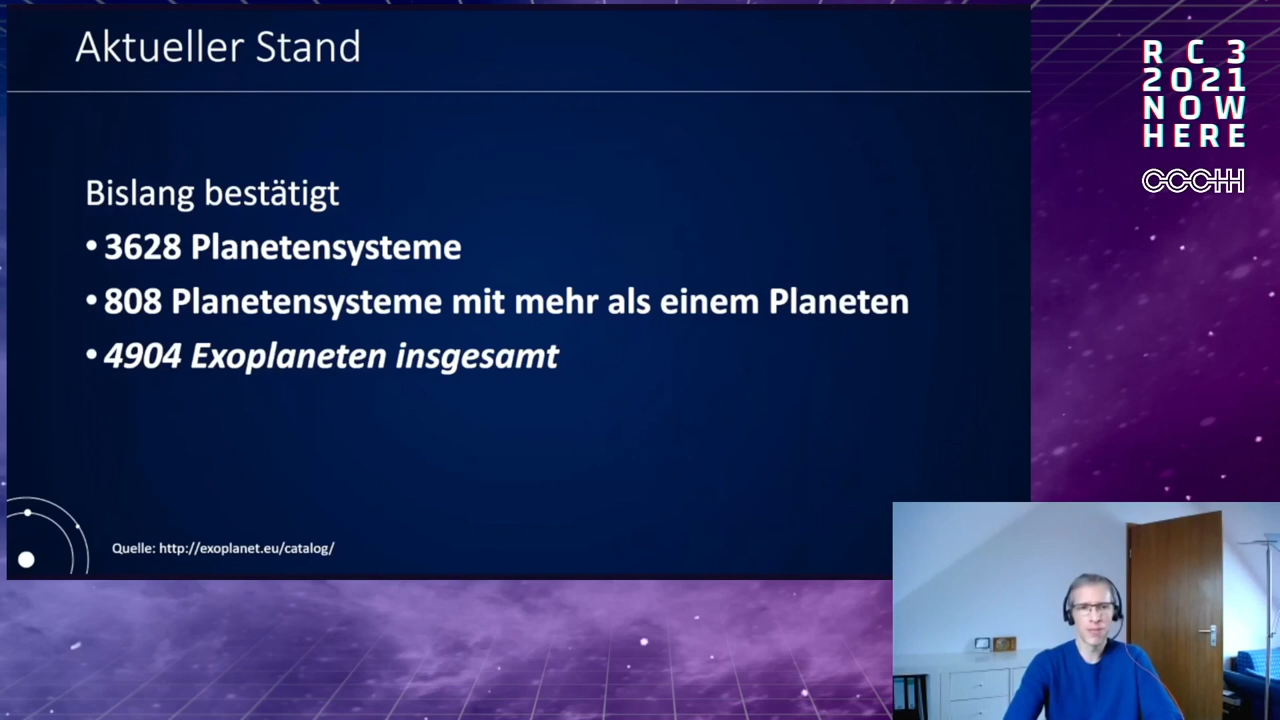 Aktueller Stand
Bislang bestätigt
• 3628 Planetensysteme
• 808 Planetensysteme mit mehr als einem Planeten
• 4904 Exoplaneten insgesamt
Quelle: http://exoplanet.eu/catalog/
R C 3
2021
NOW
HERE
CCCHH